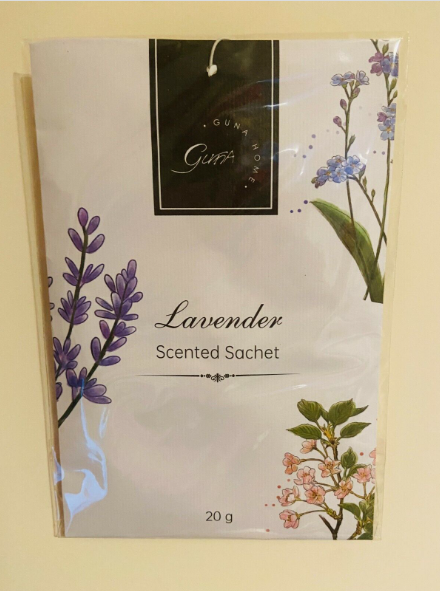 • GUNA HOME •
GUNA
Lavender
Scented Sachet
20 g